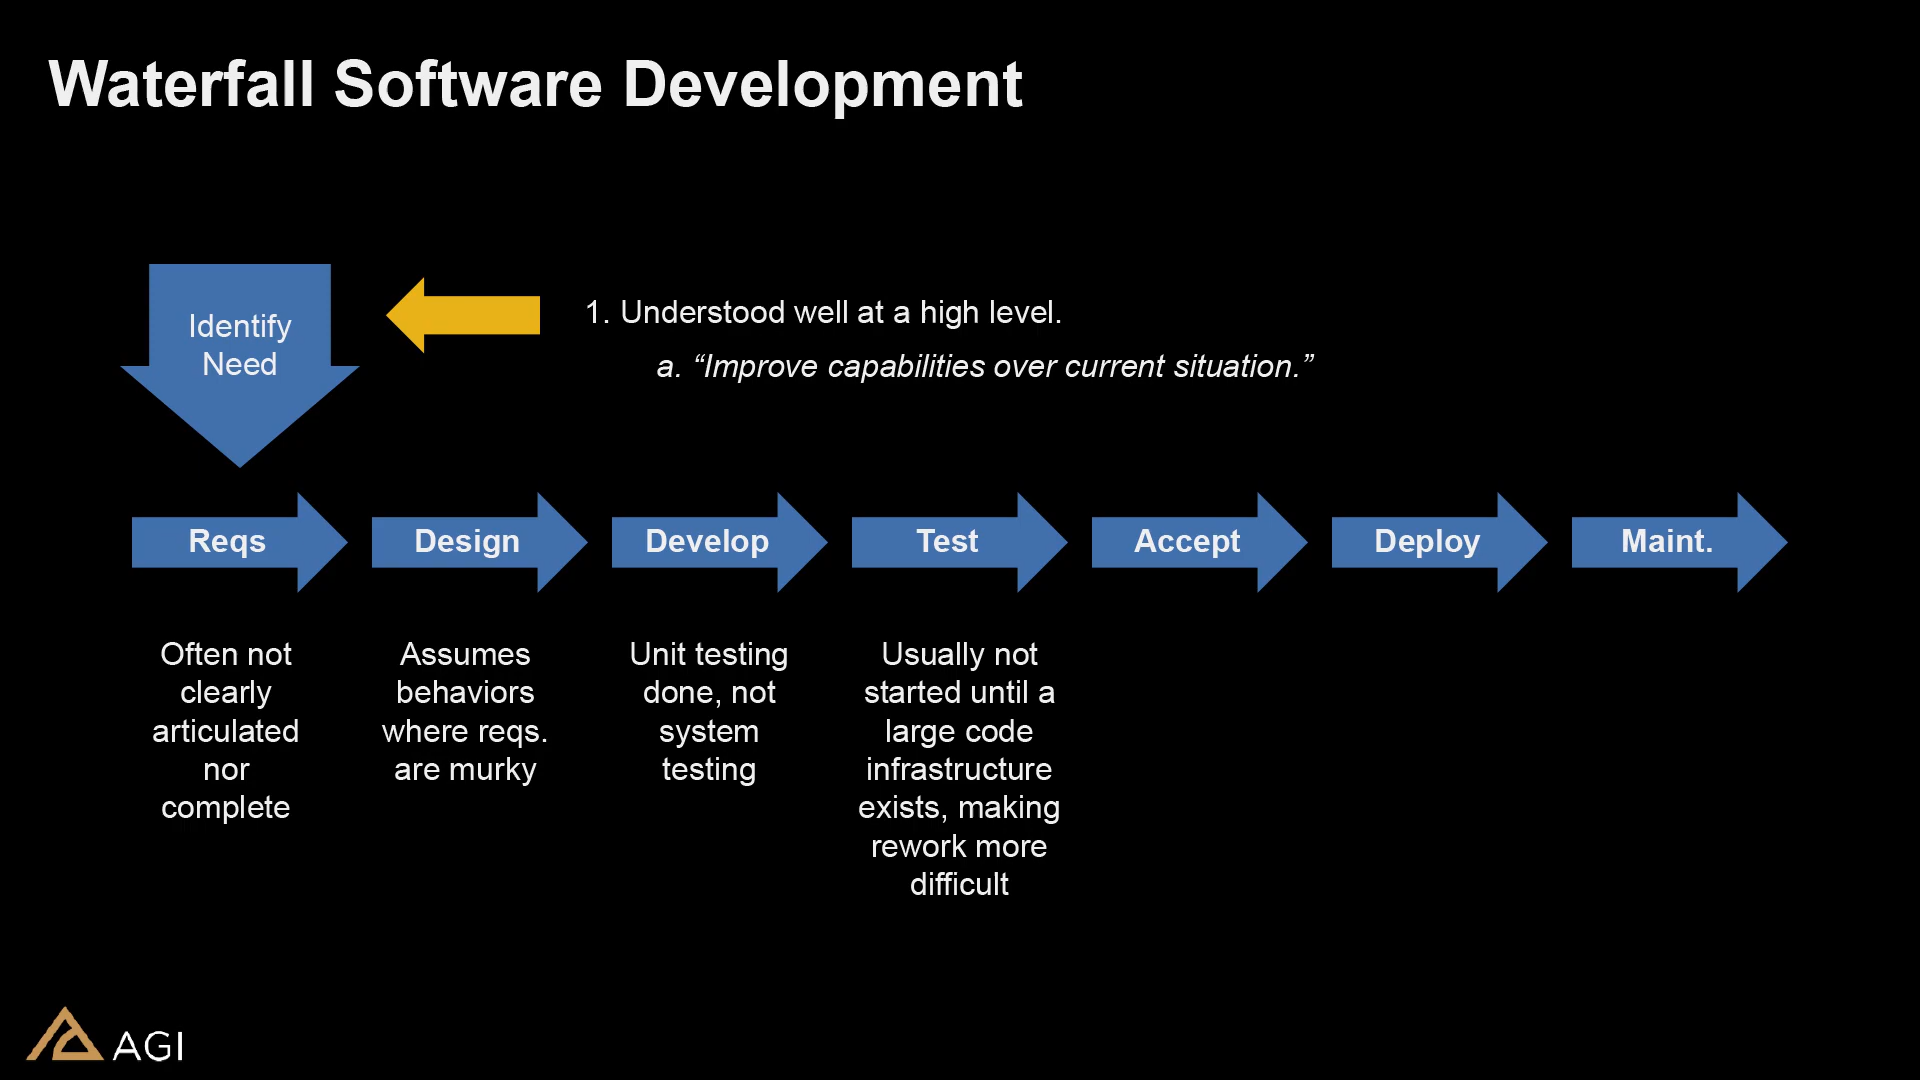 Waterfall Software Development
Identify
Need
1. Understood well at a high level.
a. “Improve capabilities over current situation.”
Reqs
Design
Develop
Test
Accept
Deploy
Maint.
Often not
clearly
articulated
nor
complete
Assumes
behaviors
where reqs.
are murky
Unit testing
done, not
system
testing
Usually not
started until a
large code
infrastructure
exists, making
rework more
difficult
AGI